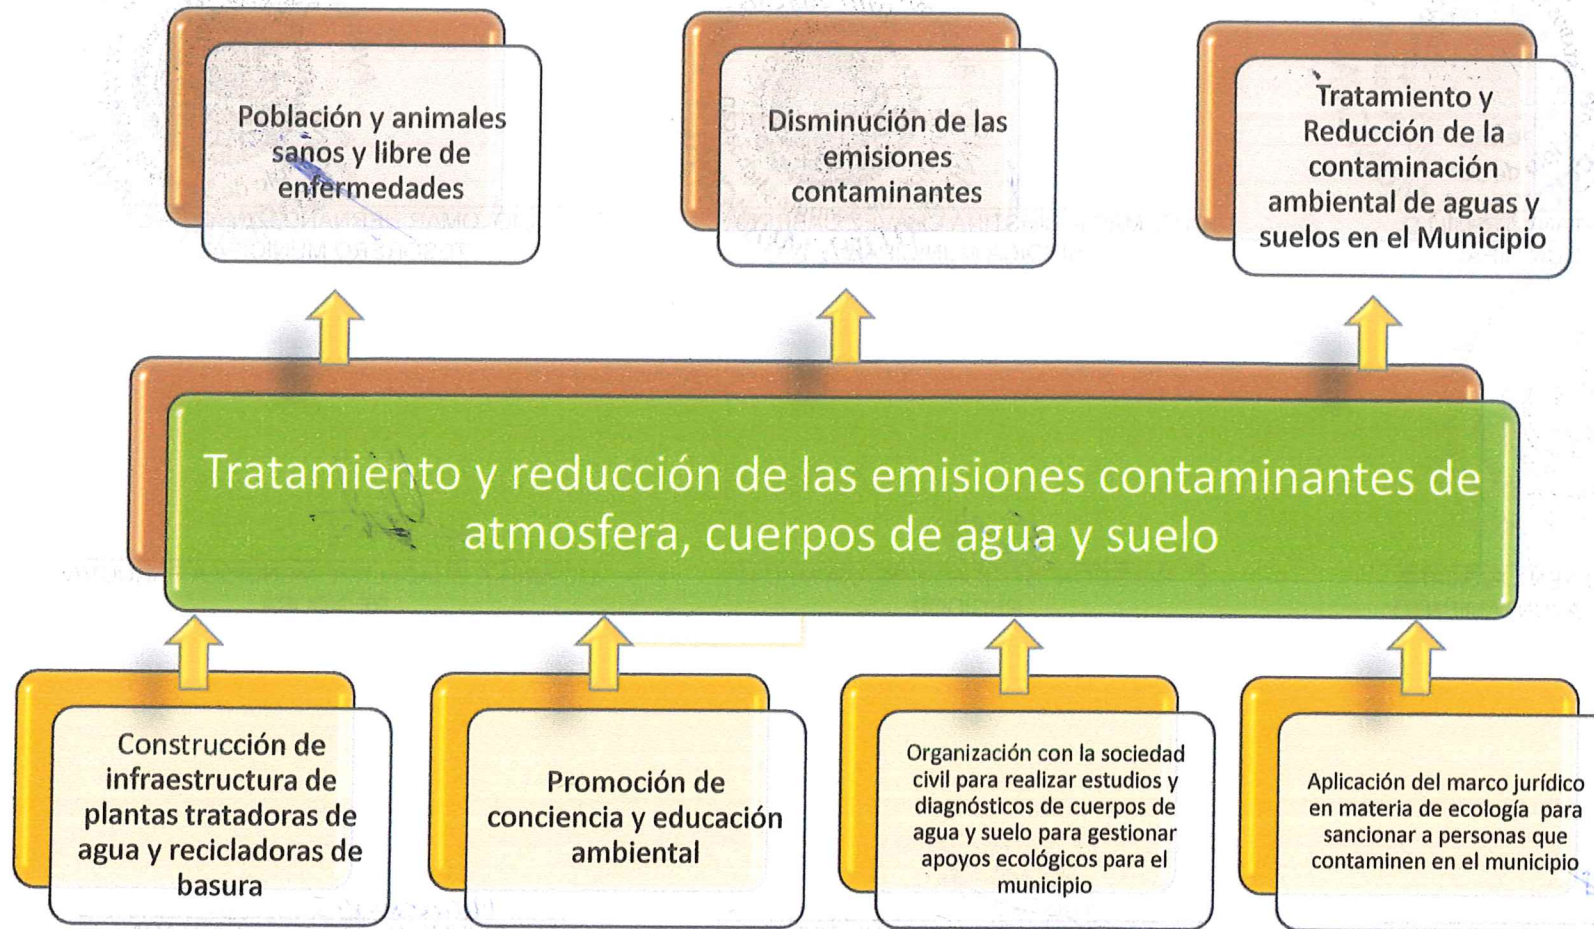 Población y animales
sanos y libre de
enfermedades
Disminución de las
emisiones
contaminantes
Tratamiento y
Reducción de la
contaminación
ambiental de aguas y
suelos en el Municipio
Tratamiento y reducción de las emisiones contaminantes de
atmosfera, cuerpos de agua y suelo
Construcción de
infraestructura de
plantas tratadoras de
agua y recicladoras de
basura
Promoción de
conciencia y educación
ambiental
Organización con la sociedad
civil para realizar estudios y
diagnósticos de cuerpos de
agua y suelo para gestionar
apoyos ecológicos para el
municipio
Aplicación del marco jurídico
en materia de ecología para
sancionar a personas que
contaminen en el municipio